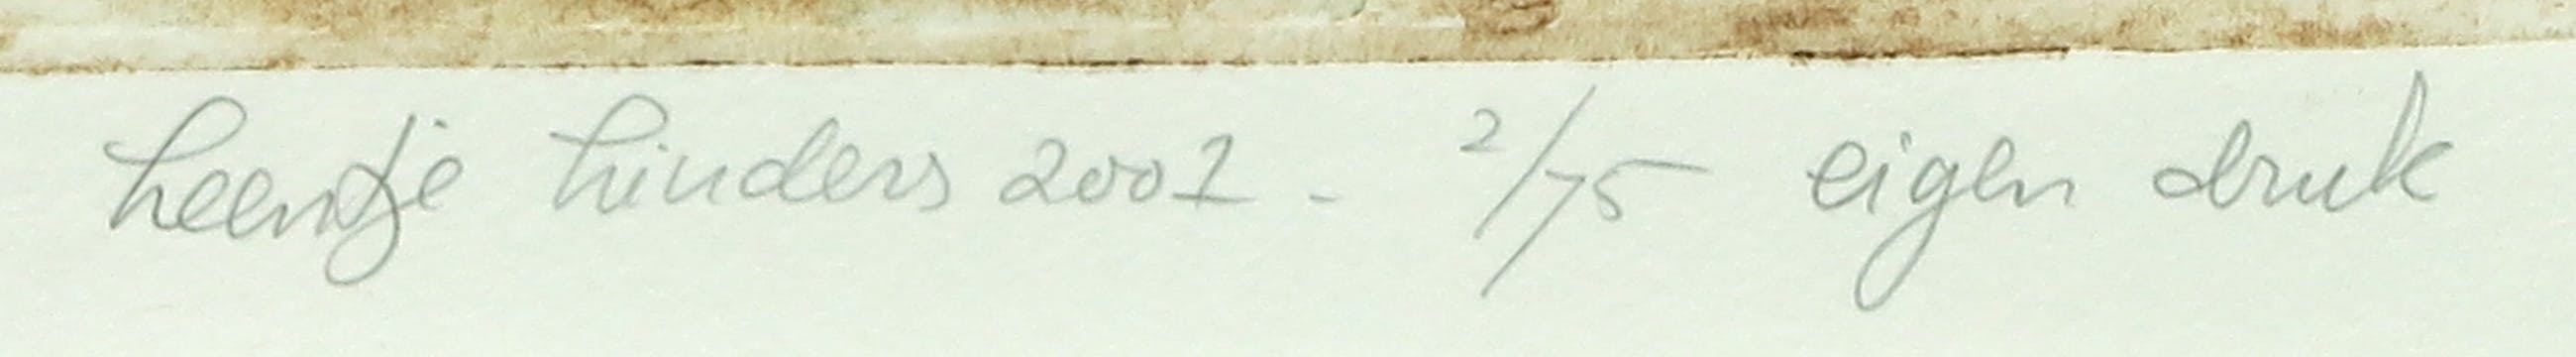 Leentje Linders 2001 - 2/75 eigen druk